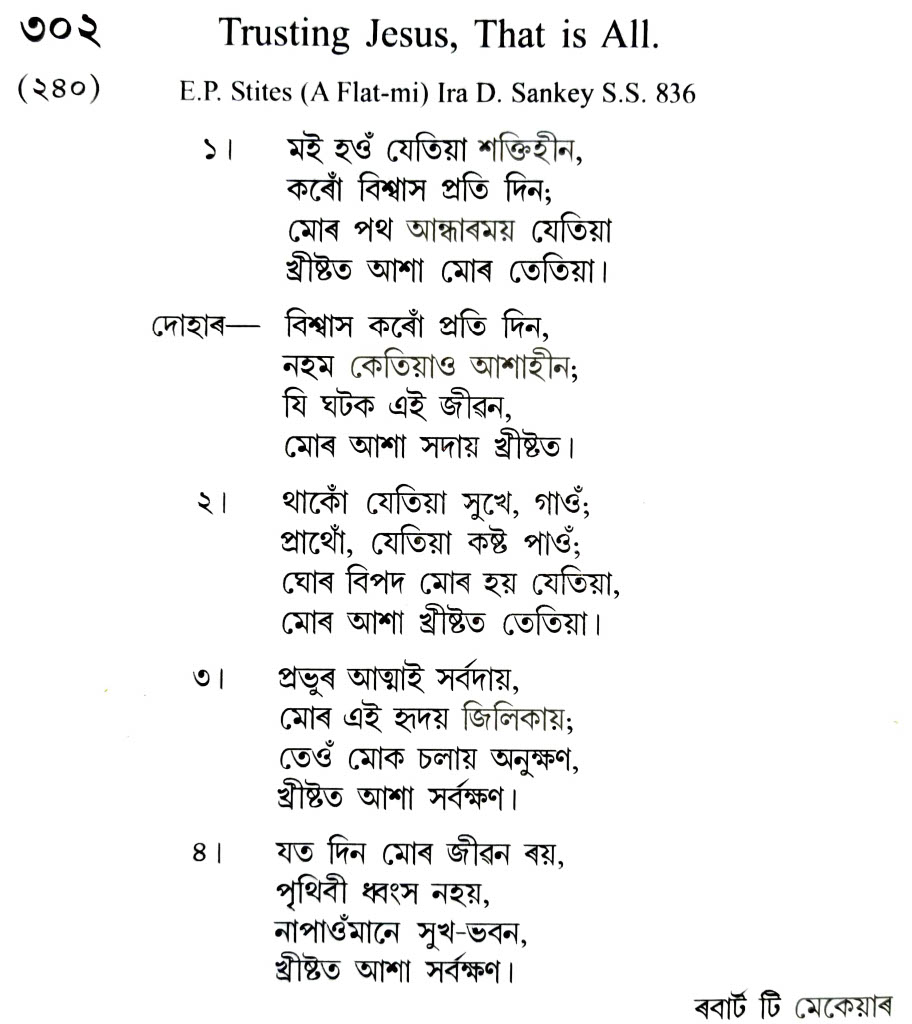 ৩০২ Trusting Jesus, That is All.
(২৪০) E.P. Stites (A Flat-mi) Ira D. Sankey S.S. 836
১। মই হওঁ যেতিয়া শক্তিহীন,
কৰোঁ বিশ্বাস প্ৰতি দিন;
মোৰ পথ আন্ধাৰময় যেতিয়া
খ্ৰীষ্টত আশা মোৰ তেতিয়া।
দোহাৰ— বিশ্বাস কৰোঁ প্ৰতি দিন,
নহম কেতিয়াও আশাহীন;
যি ঘটক এই জীৱন,
মোৰ আশা সদায় খ্ৰীষ্টত।
২। থাকোঁ যেতিয়া সুখে, গাওঁ;
প্ৰাৰ্থোঁ, যেতিয়া কষ্ট পাওঁ;
ঘোৰ বিপদ মোৰ হয় যেতিয়া,
মোৰ আশা খ্ৰীষ্টত তেতিয়া।
৩। প্ৰভুৰ আত্মাই সৰ্বদায়,
মোৰ এই হৃদয় জিলিকায়;
তেওঁ মোক চলায় অনুক্ষণ,
খ্ৰীষ্টত আশা সৰ্বক্ষণ।
৪। যত দিন মোৰ জীৱন ৰয়,
পৃথিবী ধ্বংস নহয়,
নাপাওঁমানে সুখ-ভবন,
খ্ৰীষ্টত আশা সৰ্বক্ষণ।
ৰবাৰ্ট টি মেকেয়াৰ